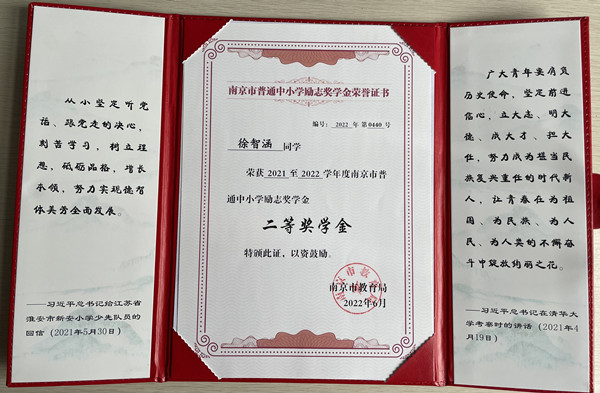 从小坚定听党
话、跟党走的决心，
刻苦学习，树立理
想，砥砺品格，增长
本领，努力实现德智
体美劳全面发展。
——习近平总书记给江苏省
淮安市新安小学少先队员的
回信（2021年5月30日）
南京市普通中小学励志奖学金荣誉证书
编号：2022 年 第0440 号
徐智涵 同学
荣获 2021 至 2022 学年度南京市普
通中小学励志奖学金
二等奖学金
特颁此证，以资鼓励。
南京市教育局
2022年6月
广大青年要肩负
历史使命，坚定前进
信心，立大志、明大
德、成大才、担大
任，努力成为堪当民
族复兴重任的时代新
人，让青春在为祖
国、为民族、为人
民、为人类的不懈奋
斗中绽放绚丽之花。
——习近平总书记在清华大
学考察时的讲话（2021年4
月19日）